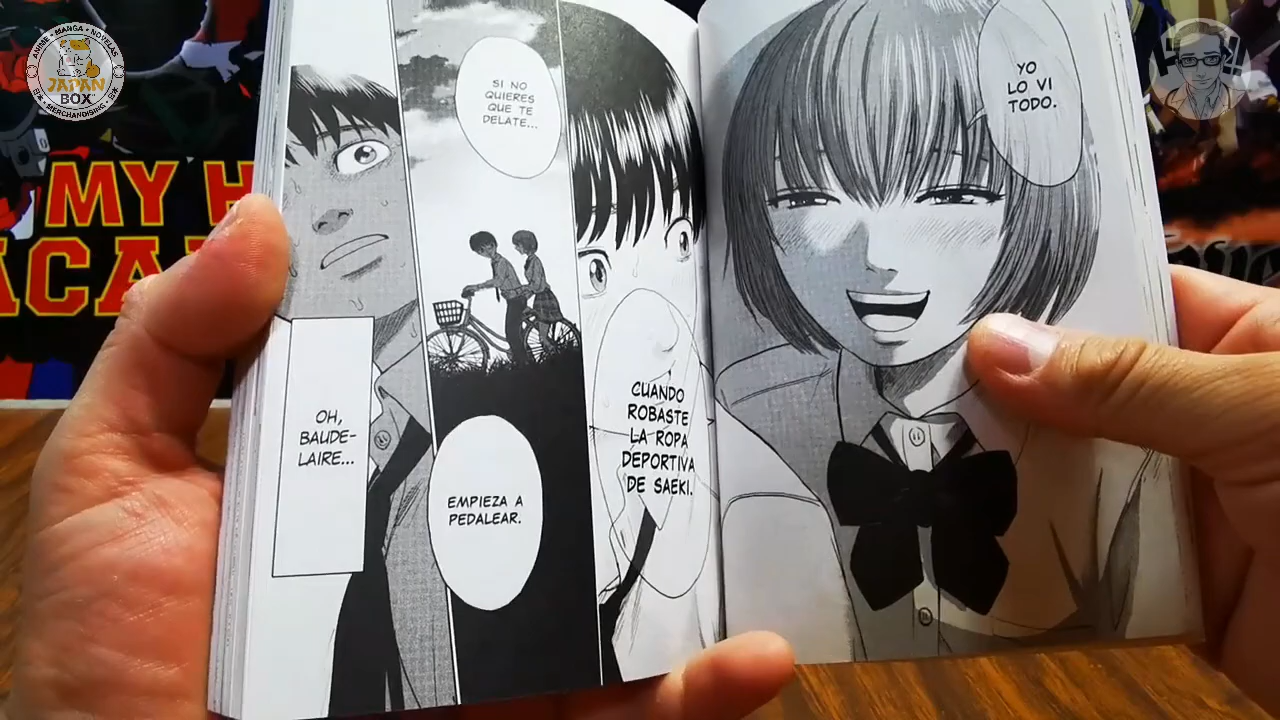 YO
LO VI
TODO.
CUANDO
ROBASTE
LA ROPA
DEPORTIVA
DE SAEKI.
SI NO
QUIERES
QUE TE
DELATE...
EMPIEZA A
PEDALEAR.
OH,
BAUDE-
LAIRE...
MY H
ACA
ANIME • MANGA • NOVELAS
JAPAN
BOX